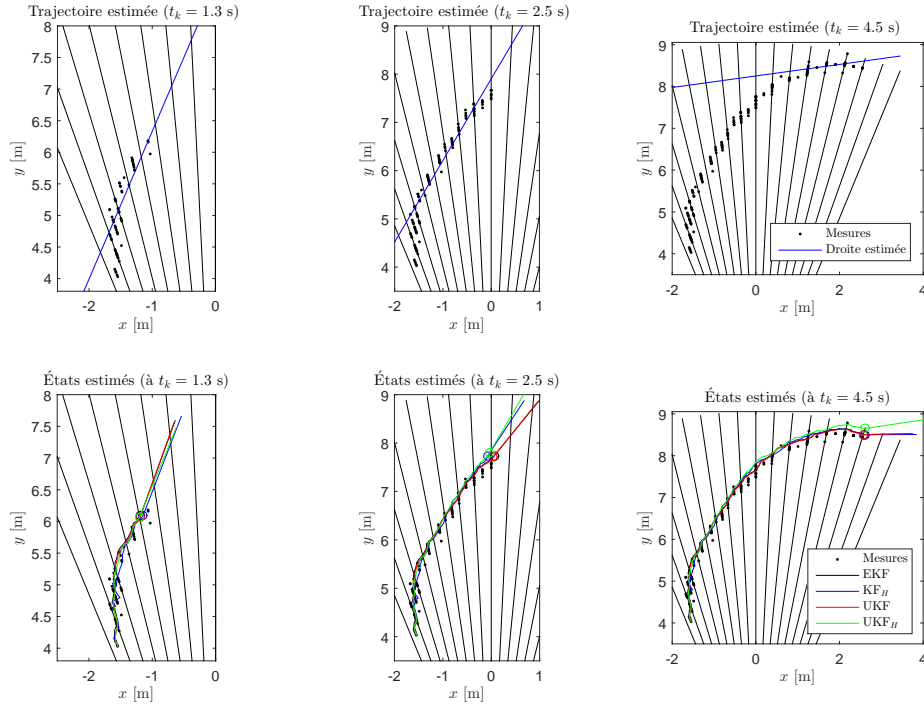 Trajectoire estimée (t_k = 1.3 s)
8
7.5
7
6.5
6
5.5
5
4.5
4
y [m]
-2
-1
0
x [m]
Trajectoire estimée (t_k = 2.5 s)
9
8
7
6
5
4
y [m]
-2
-1
0
1
x [m]
Trajectoire estimée (t_k = 4.5 s)
9
8
7
6
5
4
y [m]
-2
0
2
4
x [m]
Mesures
Droite estimée
États estimés (à t_k = 1.3 s)
8
7.5
7
6.5
6
5.5
5
4.5
4
y [m]
-2
-1
0
x [m]
États estimés (à t_k = 2.5 s)
9
8
7
6
5
4
y [m]
-2
-1
0
1
x [m]
États estimés (à t_k = 4.5 s)
9
8
7
6
5
4
y [m]
-2
0
2
4
x [m]
Mesures
EKF
KF_H
UKF
UKF_H